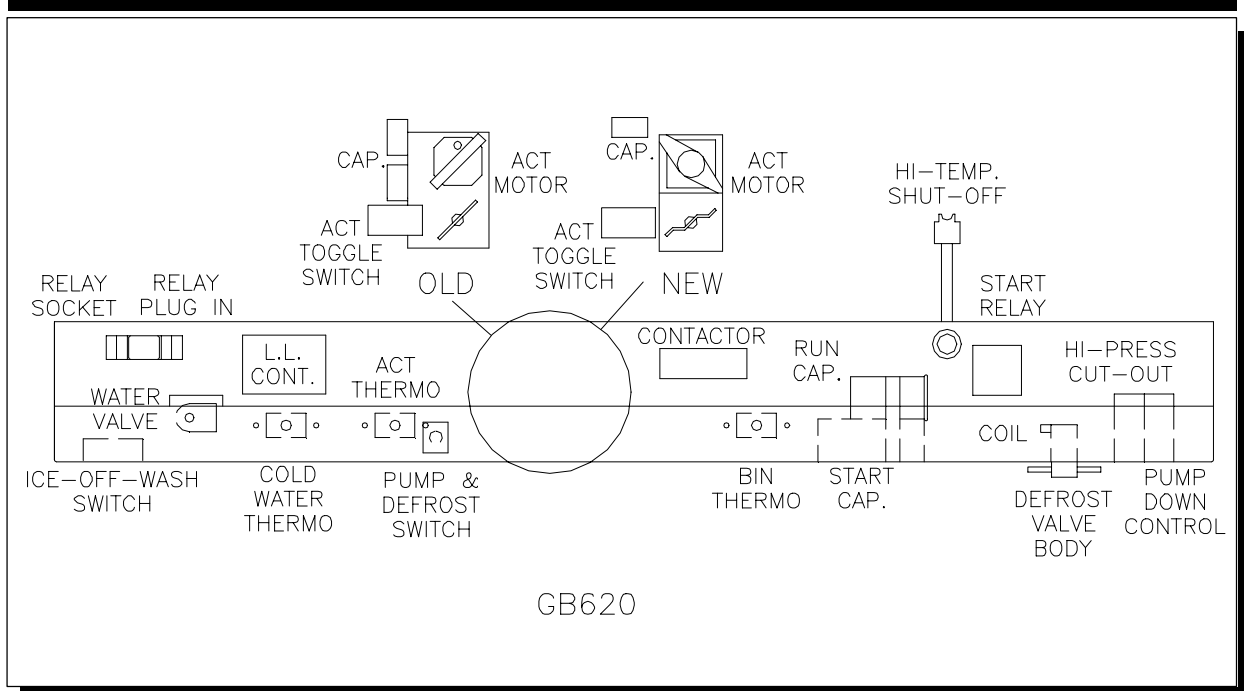 CAP.
ACT
MOTOR
ACT
TOGGLE
SWITCH
OLD
CAP.
ACT
MOTOR
ACT
TOGGLE
SWITCH
NEW
HI-TEMP.
SHUT-OFF
RELAY
SOCKET
RELAY
PLUG IN
START
RELAY
L.L.
CONT.
ACT
THERMO
CONTACTOR
RUN
CAP.
HI-PRESS
CUT-OUT
WATER
VALVE
COIL
ICE-OFF-WASH
SWITCH
COLD
WATER
THERMO
PUMP &
DEFROST
SWITCH
BIN
THERMO
START
CAP.
DEFROST
VALVE
BODY
PUMP
DOWN
CONTROL
GB620